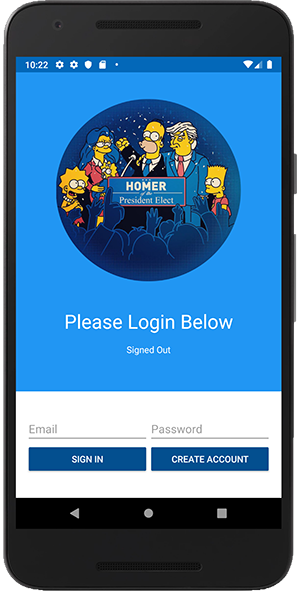 10:22
HOMER
of the
President Elect
Please Login Below
Signed Out
Email Password
SIGN IN CREATE ACCOUNT